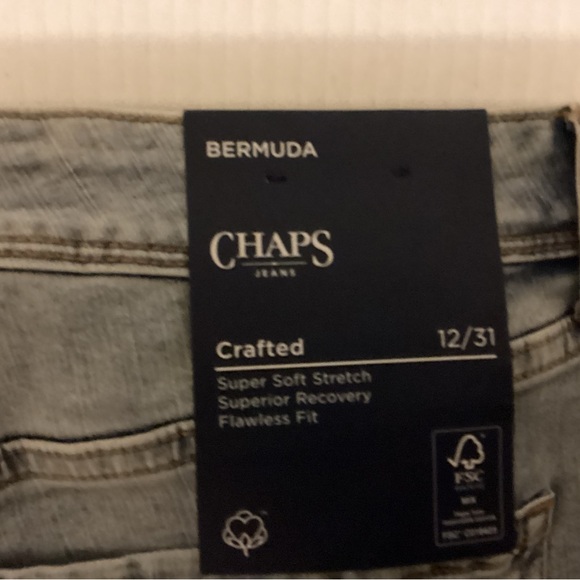 BERMUDA
CHAPS
JEANS
Crafted
12/31
Super Soft Stretch
Superior Recovery
Flawless Fit
FSC
MIX